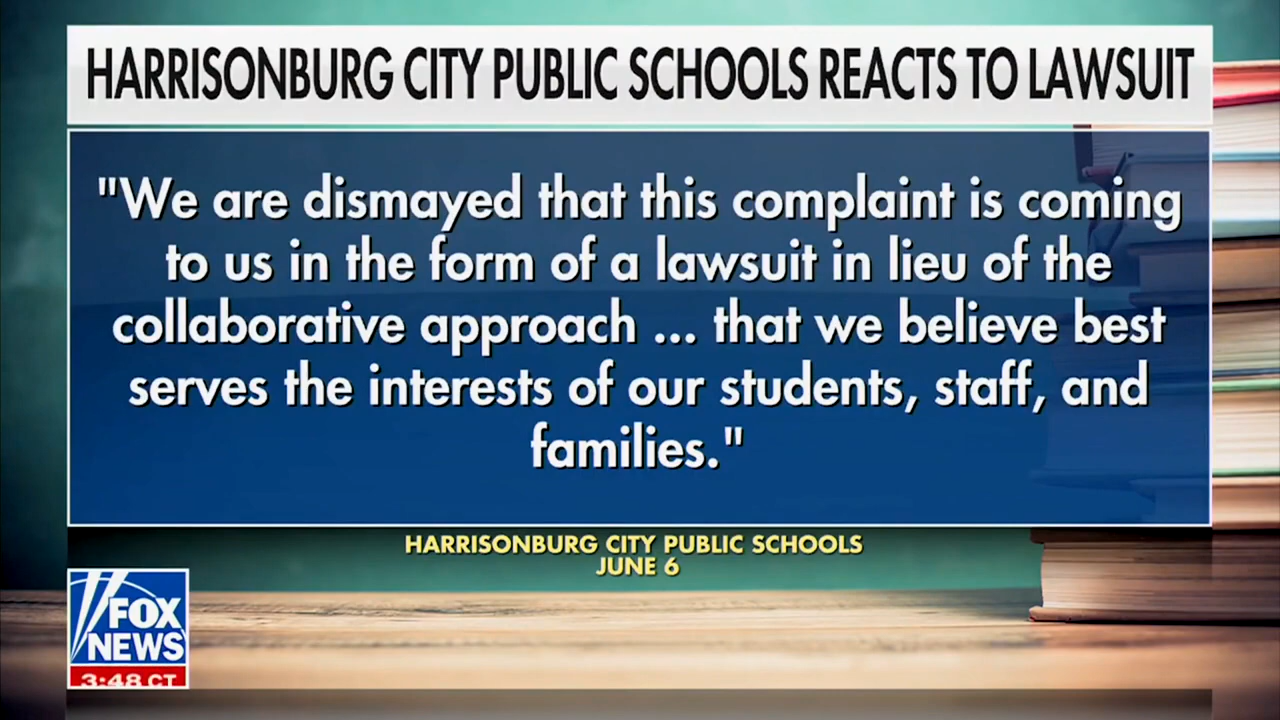 HARRISONBURG CITY PUBLIC SCHOOLS REACTS TO LAWSUIT
"We are dismayed that this complaint is coming
to us in the form of a lawsuit in lieu of the
collaborative approach ... that we believe best
serves the interests of our students, staff, and
families."
HARRISONBURG CITY PUBLIC SCHOOLS
JUNE 6
FOX
NEWS
3:48 CT